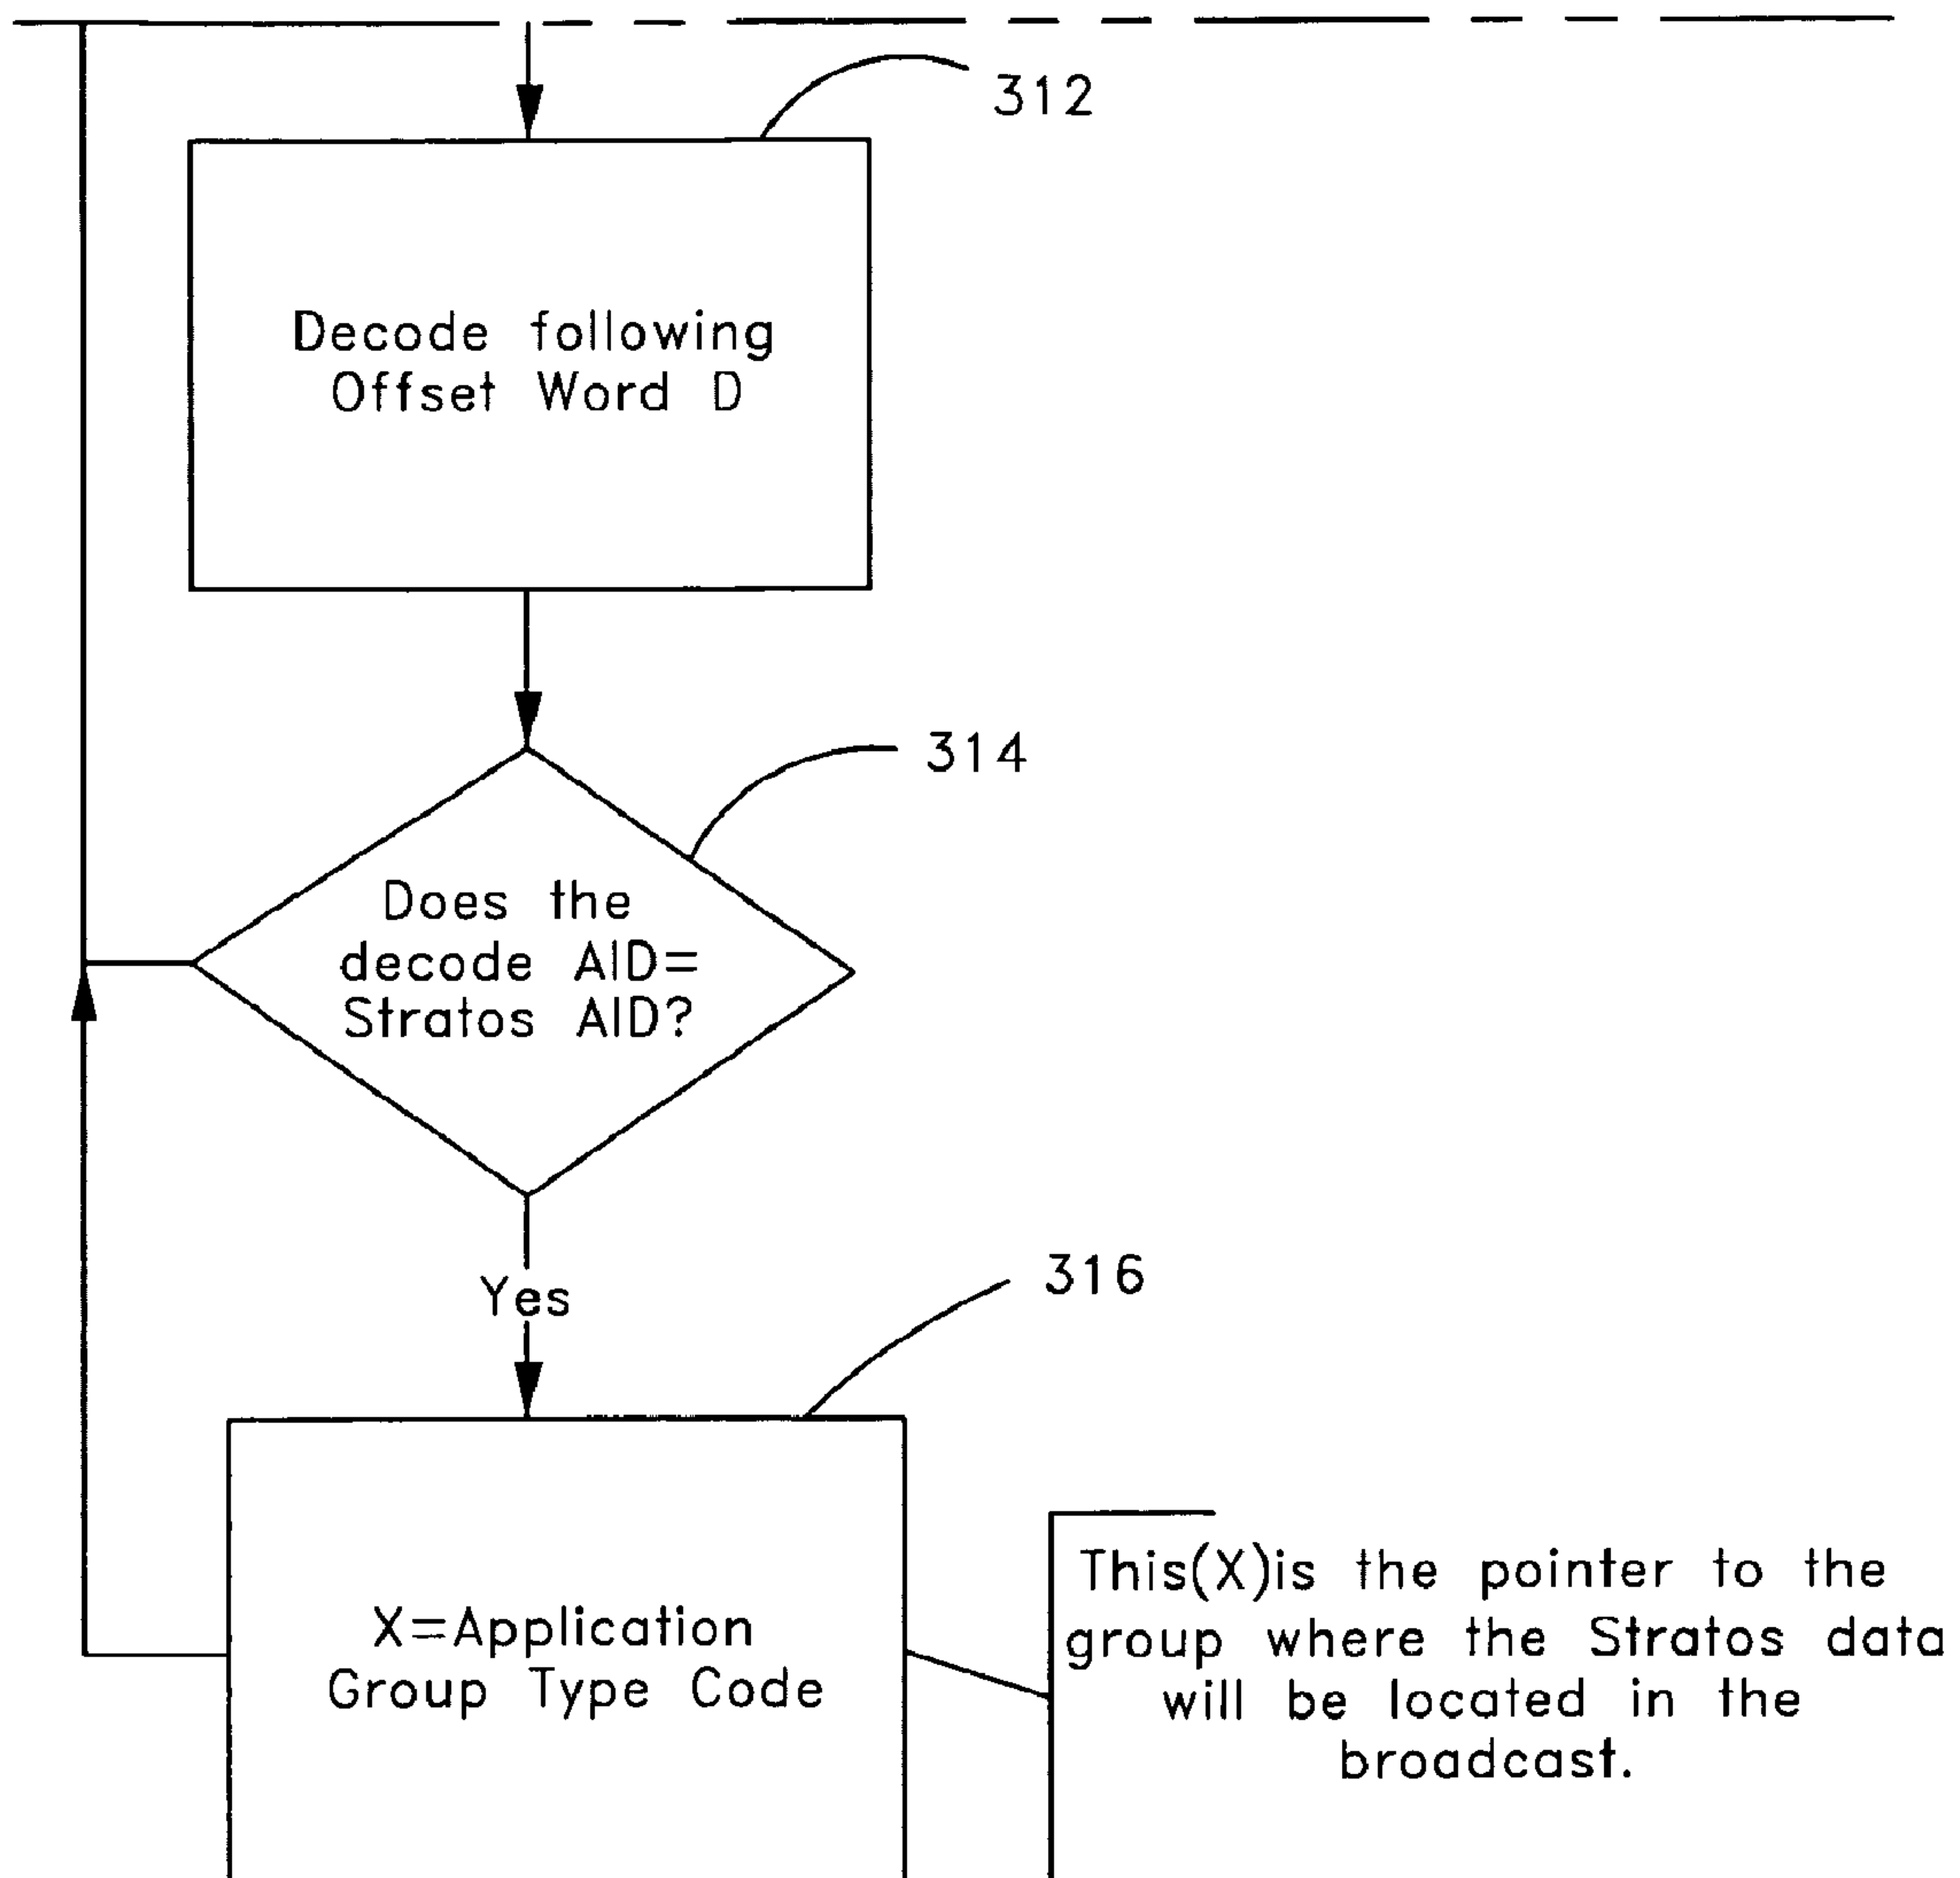 312
Decode following
Offset Word D
314
Does the
decode AID=
Stratos AID?
Yes
316
X=Application
Group Type Code
This(X)is the pointer to the
group where the Stratos data
will be located in the
broadcast.